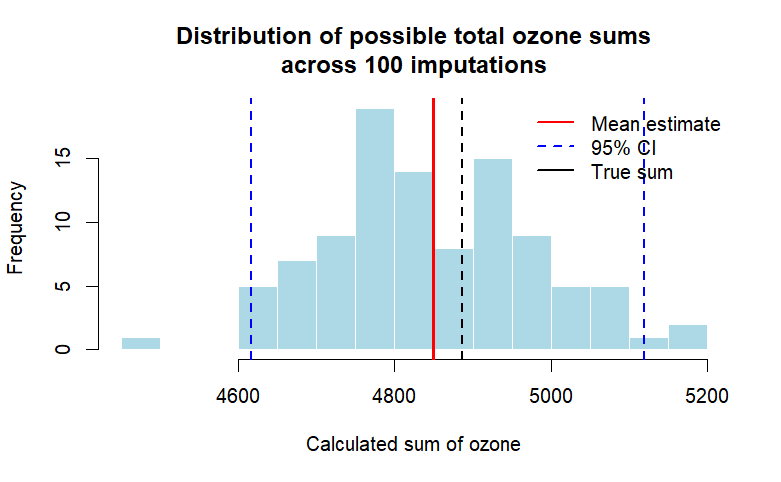 Distribution of possible total ozone sums
across 100 imputations
Mean estimate
95% CI
True sum
Frequency
15
10
5
0
4600 4800 5000 5200
Calculated sum of ozone